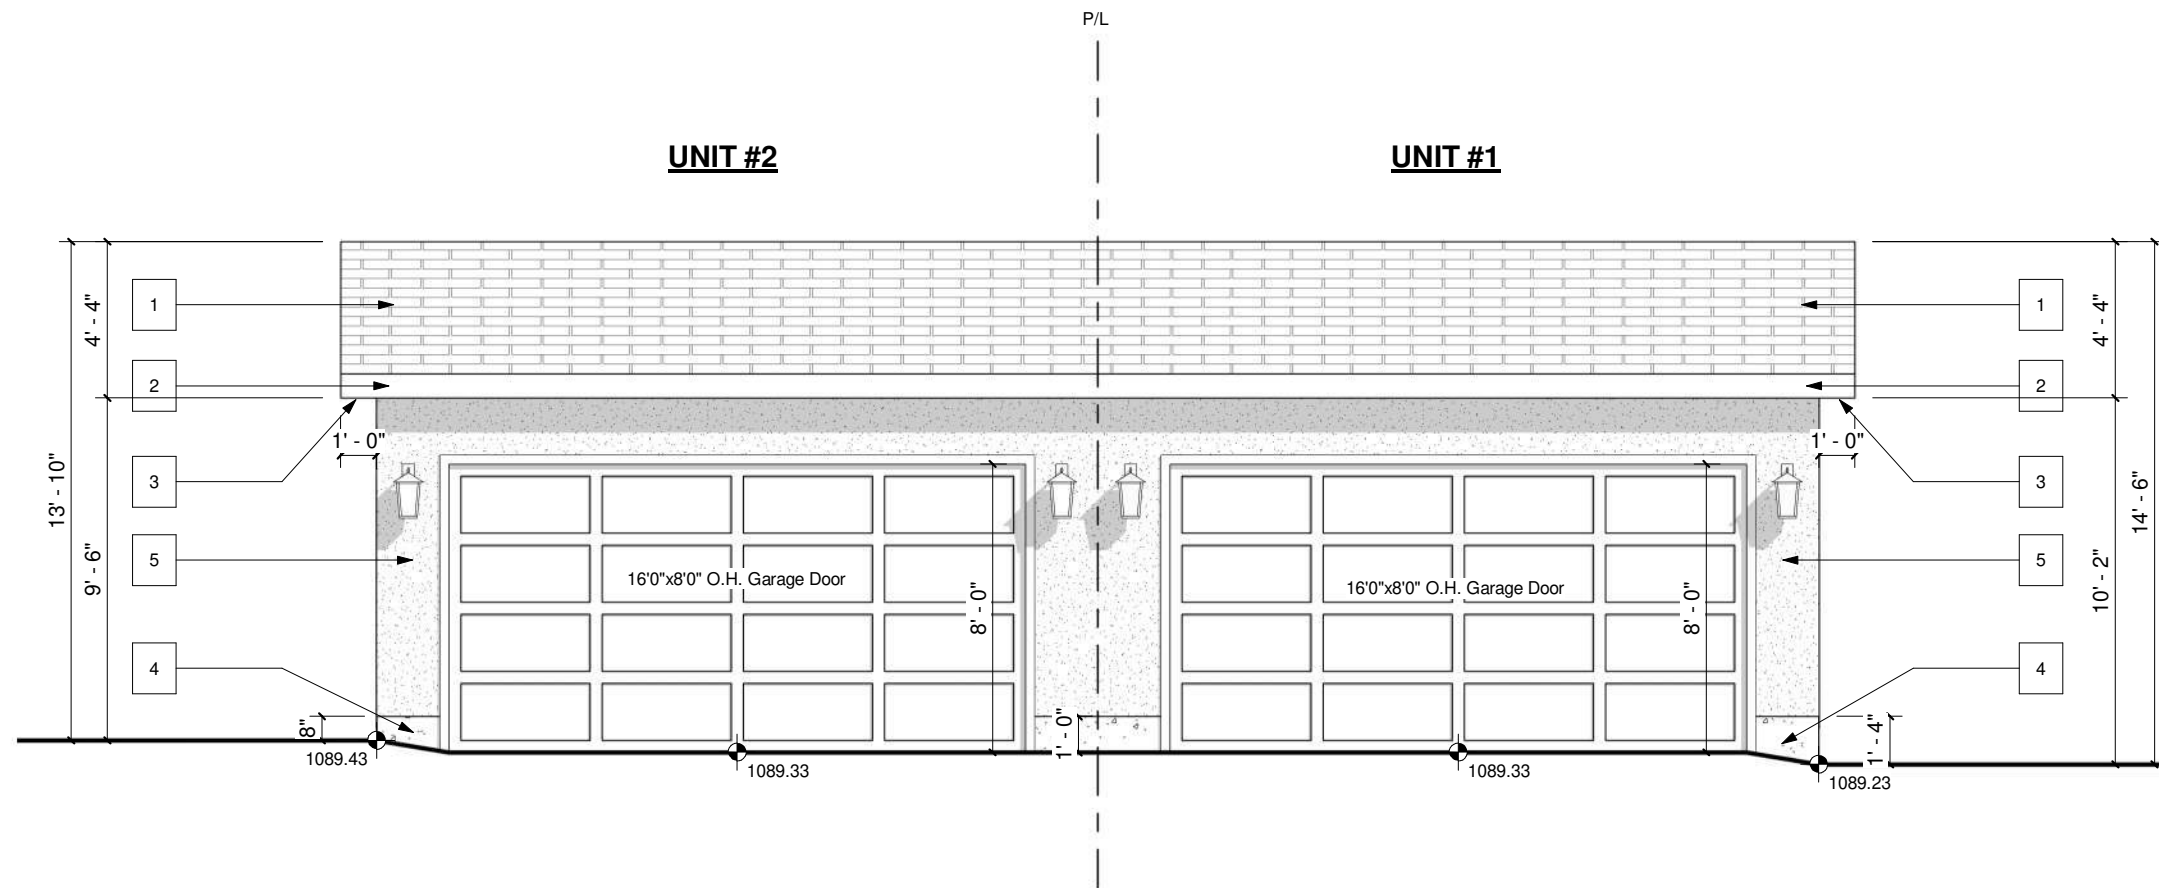 P/L
UNIT #2
UNIT #1
1
1
4' - 4"
4' - 4"
2
2
1' - 0"
1' - 0"
3
3
13' - 10"
14' - 6"
5
5
9' - 6"
10' - 2"
16'0"x8'0" O.H. Garage Door
16'0"x8'0" O.H. Garage Door
8' - 0"
8' - 0"
4
4
8"
1' - 0"
1' - 4"
1089.43
1089.33
1089.33
1089.23